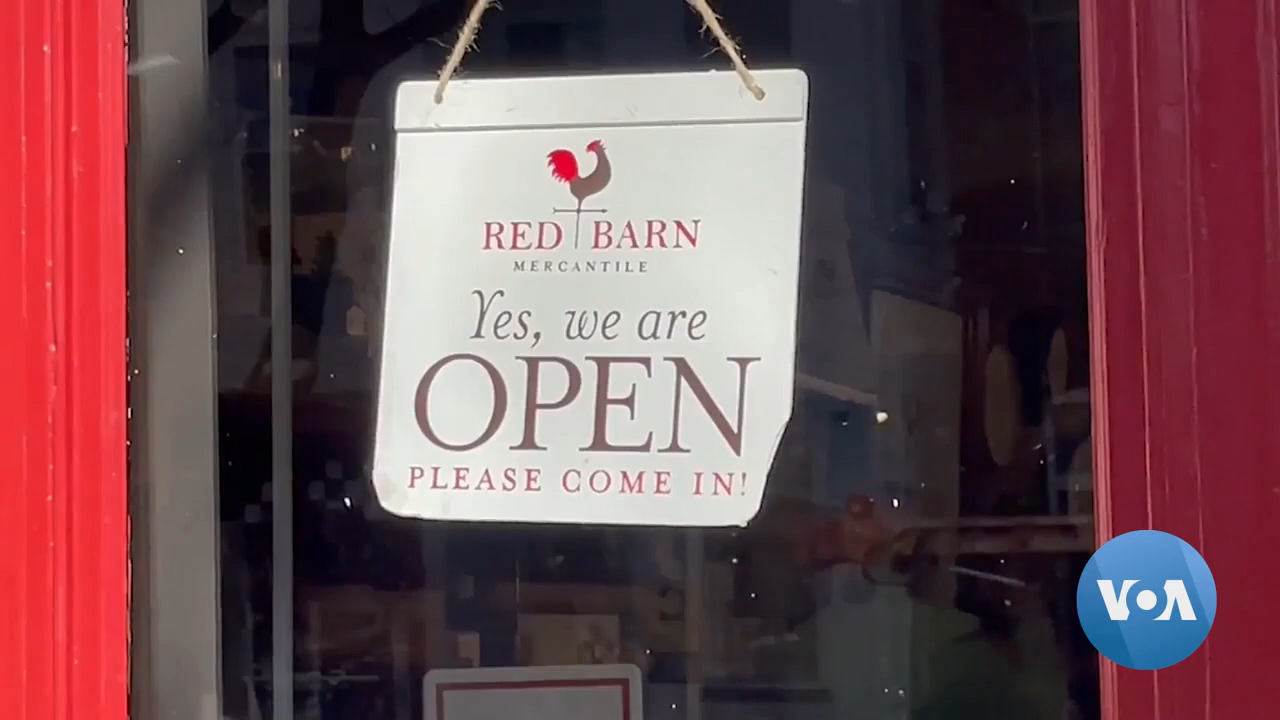 RED BARN
MERCANTILE
Yes, we are
OPEN
PLEASE COME IN!
VOA